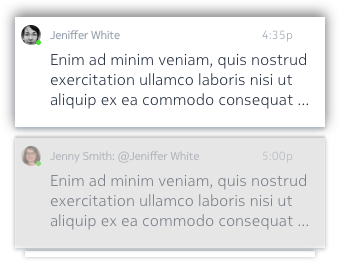 Jeniffer White 4:35p
Enim ad minim veniam, quis nostrud
exercitation ullamco laboris nisi ut
aliquip ex ea commodo consequat ...
Jenny Smith: @Jeniffer White 5:00p
Enim ad minim veniam, quis nostrud
exercitation ullamco laboris nisi ut
aliquip ex ea commodo consequat ...